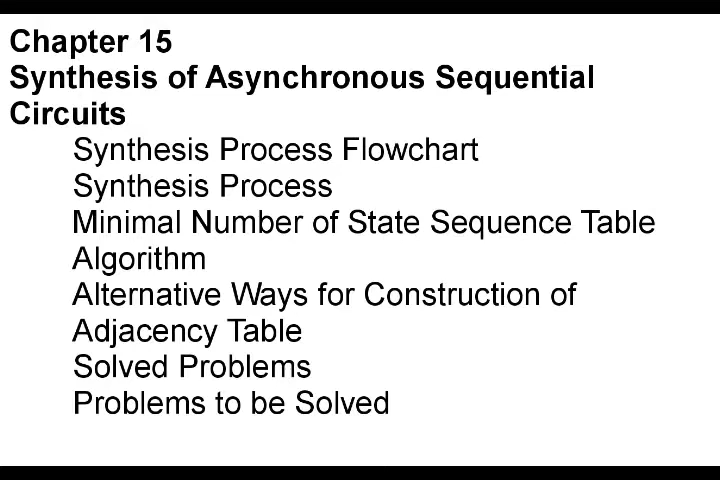 Chapter 15
Synthesis of Asynchronous Sequential
Circuits
Synthesis Process Flowchart
Synthesis Process
Minimal Number of State Sequence Table
Algorithm
Alternative Ways for Construction of
Adjacency Table
Solved Problems
Problems to be Solved